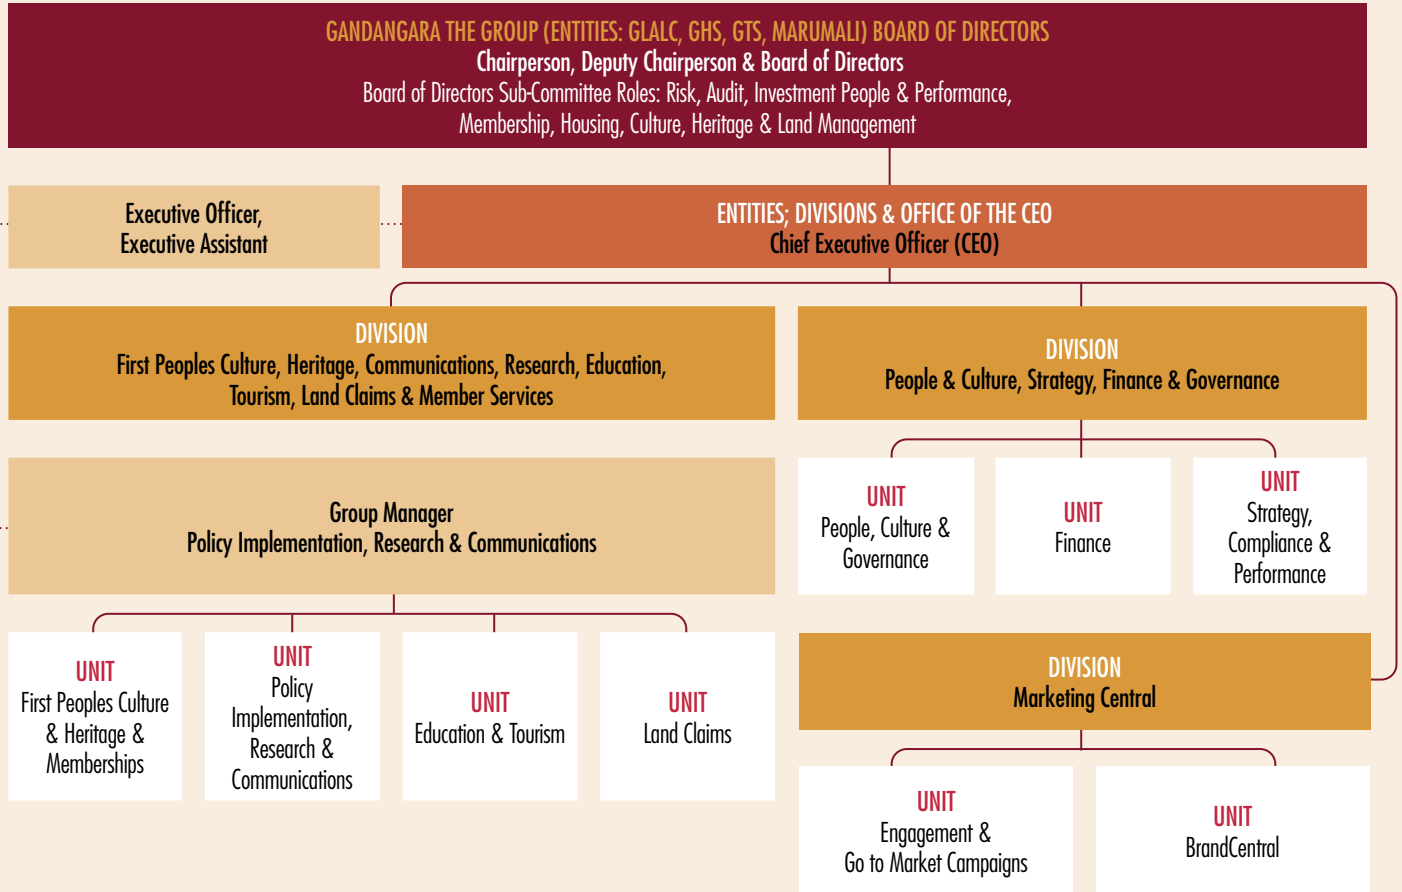 GANDANGARA THE GROUP (ENTITIES: GLALC, GHS, GTS, MARUMALI) BOARD OF DIRECTORS
Chairperson, Deputy Chairperson & Board of Directors
Board of Directors Sub-Committee Roles: Risk, Audit, Investment People & Performance,
Membership, Housing, Culture, Heritage & Land Management
Executive Officer,
Executive Assistant
ENTITIES; DIVISIONS & OFFICE OF THE CEO
Chief Executive Officer (CEO)
DIVISION
First Peoples Culture, Heritage, Communications, Research, Education,
Tourism, Land Claims & Member Services
DIVISION
People & Culture, Strategy, Finance & Governance
Group Manager
Policy Implementation, Research & Communications
UNIT
People, Culture &
Governance
UNIT
Finance
UNIT
Strategy,
Compliance &
Performance
UNIT
First Peoples Culture
& Heritage &
Memberships
UNIT
Policy
Implementation,
Research &
Communications
UNIT
Education & Tourism
UNIT
Land Claims
DIVISION
Marketing Central
UNIT
Engagement &
Go to Market Campaigns
UNIT
BrandCentral